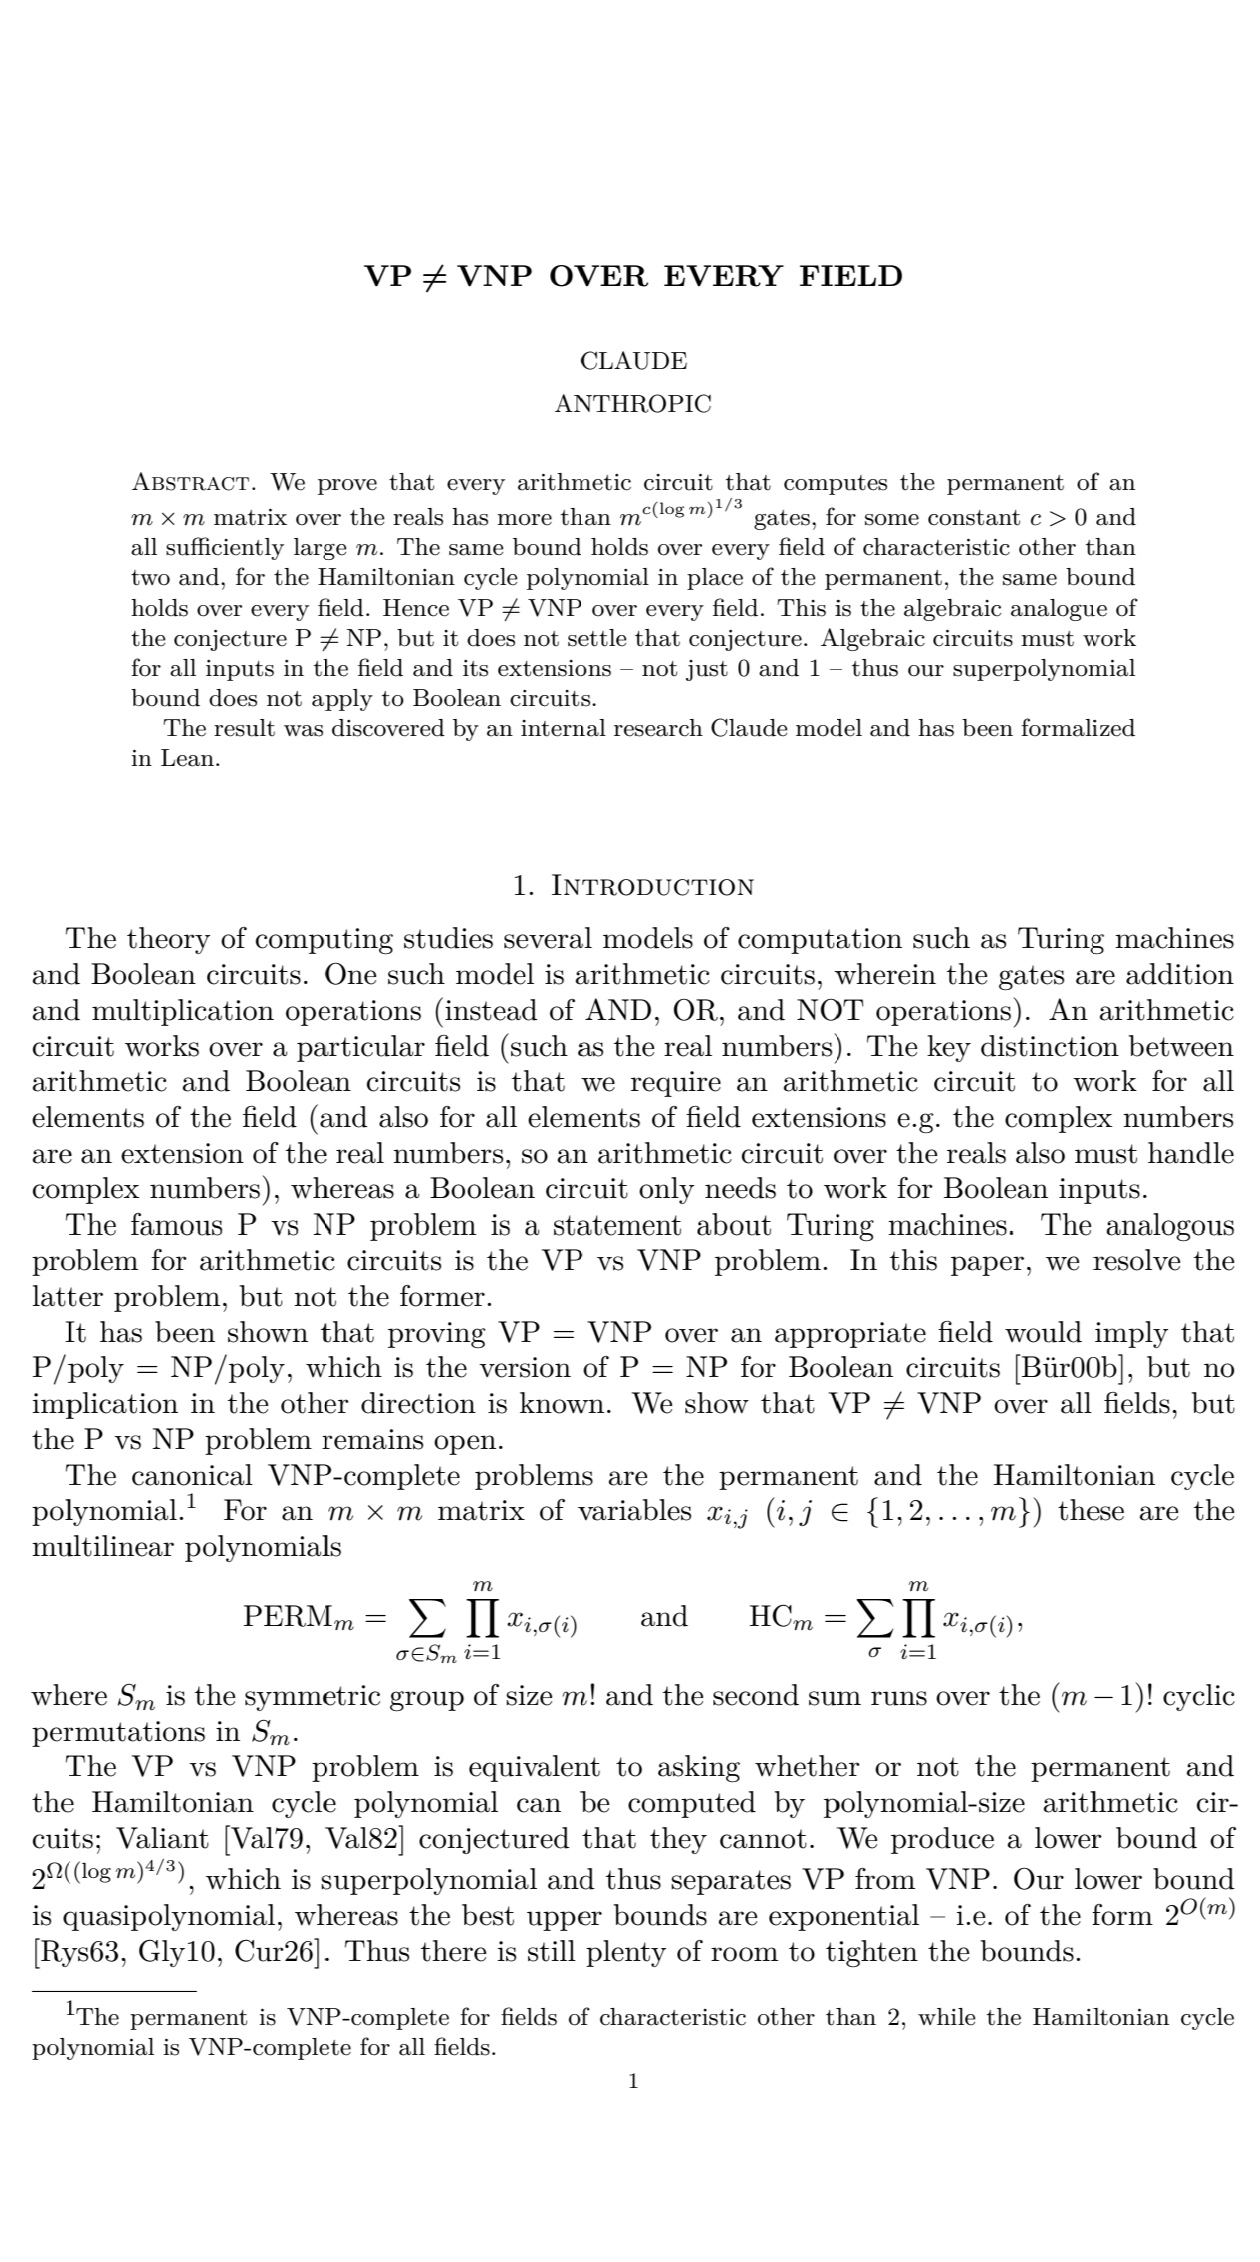 VP ≠ VNP OVER EVERY FIELD
CLAUDE
ANTHROPIC
Abstract. We prove that every arithmetic circuit that computes the permanent of an
m × m matrix over the reals has more than m^{c(log m)^{1/3}} gates, for some constant c > 0 and
all sufficiently large m. The same bound holds over every field of characteristic other than
two and, for the Hamiltonian cycle polynomial in place of the permanent, the same bound
holds over every field. Hence VP ≠ VNP over every field. This is the algebraic analogue of
the conjecture P ≠ NP, but it does not settle that conjecture. Algebraic circuits must work
for all inputs in the field and its extensions – not just 0 and 1 – thus our superpolynomial
bound does not apply to Boolean circuits.
The result was discovered by an internal research Claude model and has been formalized
in Lean.
1. Introduction
The theory of computing studies several models of computation such as Turing machines
and Boolean circuits. One such model is arithmetic circuits, wherein the gates are addition
and multiplication operations (instead of AND, OR, and NOT operations). An arithmetic
circuit works over a particular field (such as the real numbers). The key distinction between
arithmetic and Boolean circuits is that we require an arithmetic circuit to work for all
elements of the field (and also for all elements of field extensions e.g. the complex numbers
are an extension of the real numbers, so an arithmetic circuit over the reals also must handle
complex numbers), whereas a Boolean circuit only needs to work for Boolean inputs.
The famous P vs NP problem is a statement about Turing machines. The analogous
problem for arithmetic circuits is the VP vs VNP problem. In this paper, we resolve the
latter problem, but not the former.
It has been shown that proving VP = VNP over an appropriate field would imply that
P/poly = NP/poly, which is the version of P = NP for Boolean circuits [Bür00b], but no
implication in the other direction is known. We show that VP ≠ VNP over all fields, but
the P vs NP problem remains open.
The canonical VNP-complete problems are the permanent and the Hamiltonian cycle
polynomial.¹ For an m × m matrix of variables x_{i,j} (i, j ∈ {1, 2, . . . , m}) these are the
multilinear polynomials
PERM_m = ∑_{σ∈S_m} ∏_{i=1}^{m} x_{i,σ(i)} and HC_m = ∑_{σ} ∏_{i=1}^{m} x_{i,σ(i)},
where S_m is the symmetric group of size m! and the second sum runs over the (m − 1)! cyclic
permutations in S_m.
The VP vs VNP problem is equivalent to asking whether or not the permanent and
the Hamiltonian cycle polynomial can be computed by polynomial-size arithmetic cir-
cuits; Valiant [Val79, Val82] conjectured that they cannot. We produce a lower bound of
2^{Ω((log m)^{4/3})}, which is superpolynomial and thus separates VP from VNP. Our lower bound
is quasipolynomial, whereas the best upper bounds are exponential – i.e. of the form 2^{O(m)}
[Rys63, Gly10, Cur26]. Thus there is still plenty of room to tighten the bounds.
¹The permanent is VNP-complete for fields of characteristic other than 2, while the Hamiltonian cycle
polynomial is VNP-complete for all fields.
1